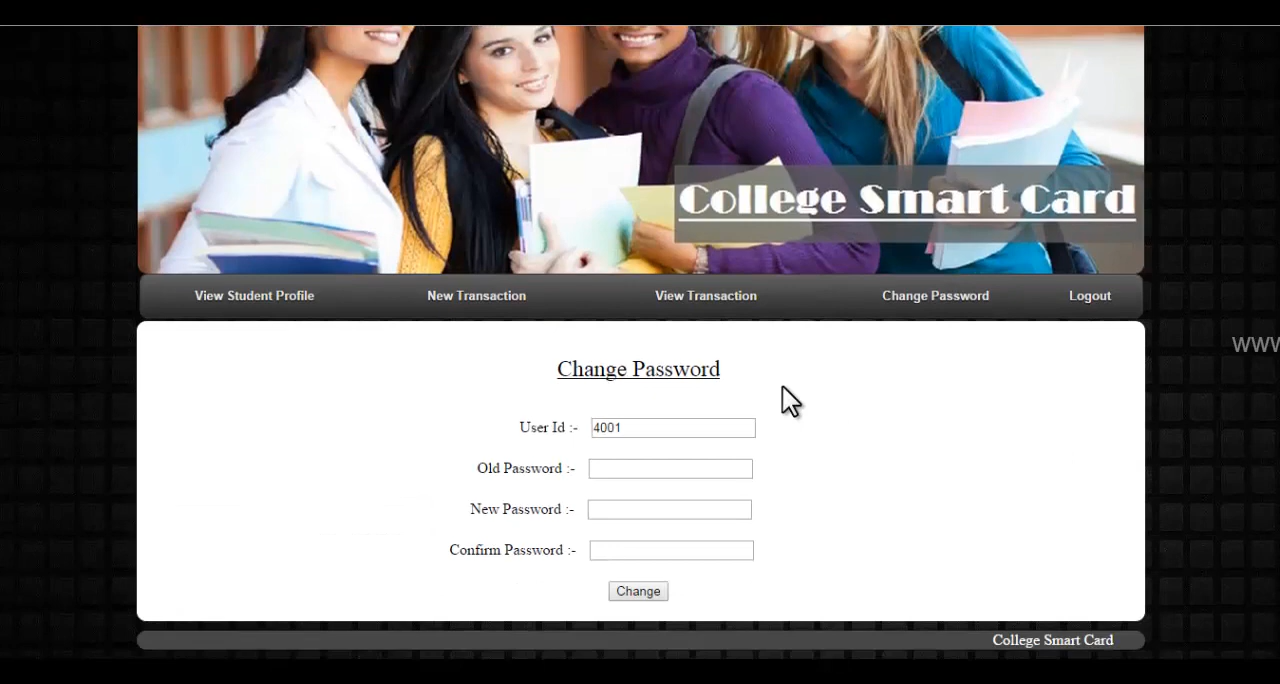 College Smart Card
View Student Profile New Transaction View Transaction Change Password Logout
www
Change Password
User Id :- 4001
Old Password :-
New Password :-
Confirm Password :-
Change
College Smart Card